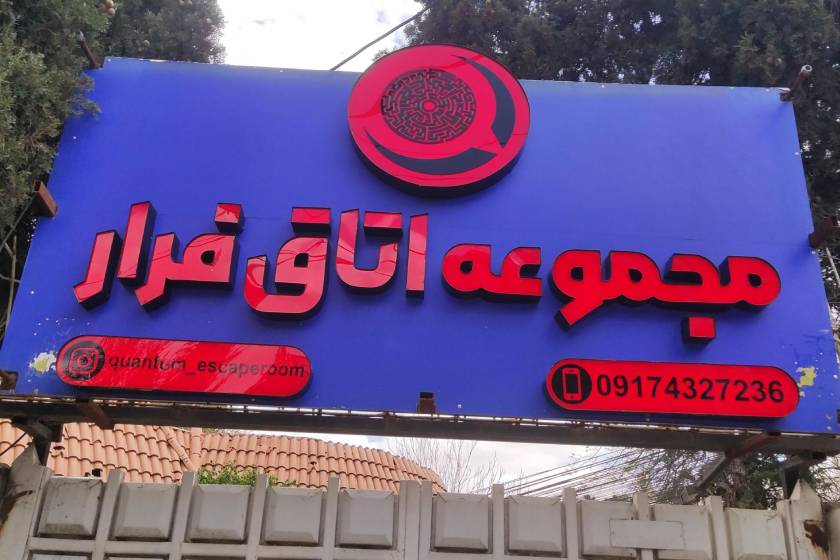 مجموعه اتاق فرار
quantum_escaperoom
09174327236